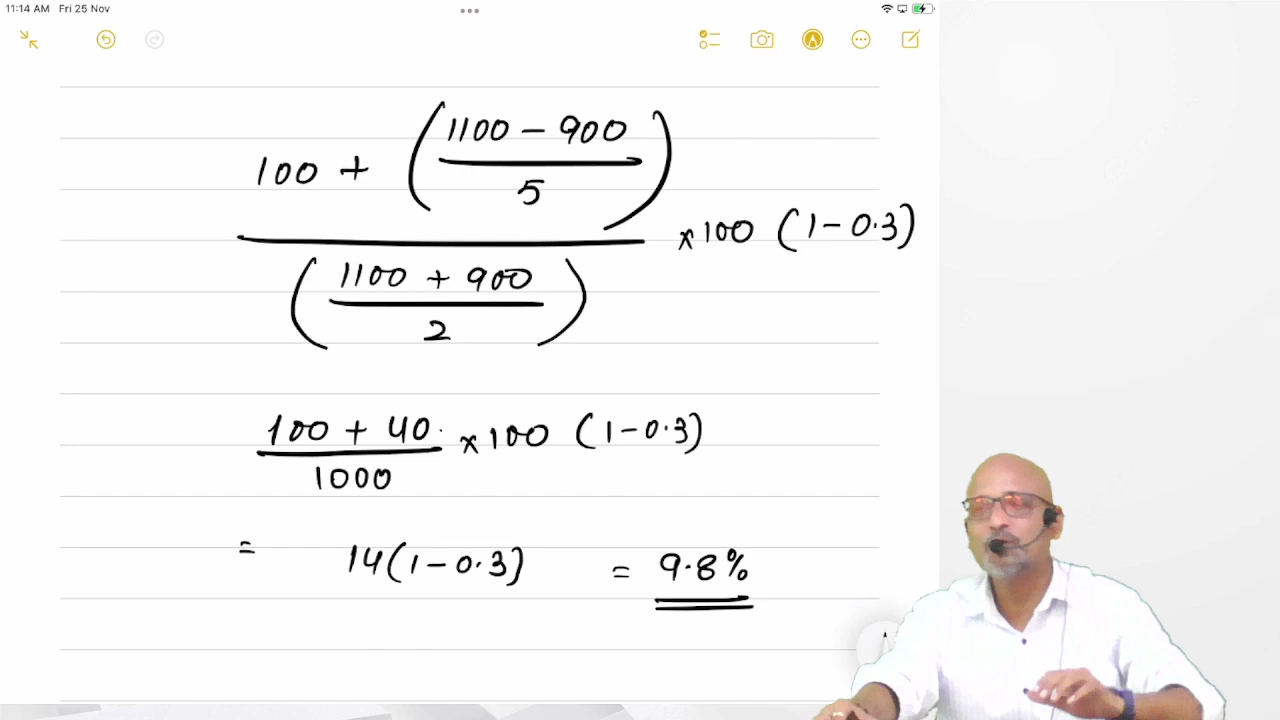 11:14 AM Fri 25 Nov
100 + (1100 - 900 / 5)
× 100 (1 - 0.3)
(1100 + 900 / 2)
100 + 40 / 1000 × 100 (1 - 0.3)
= 14 (1 - 0.3) = 9.8%